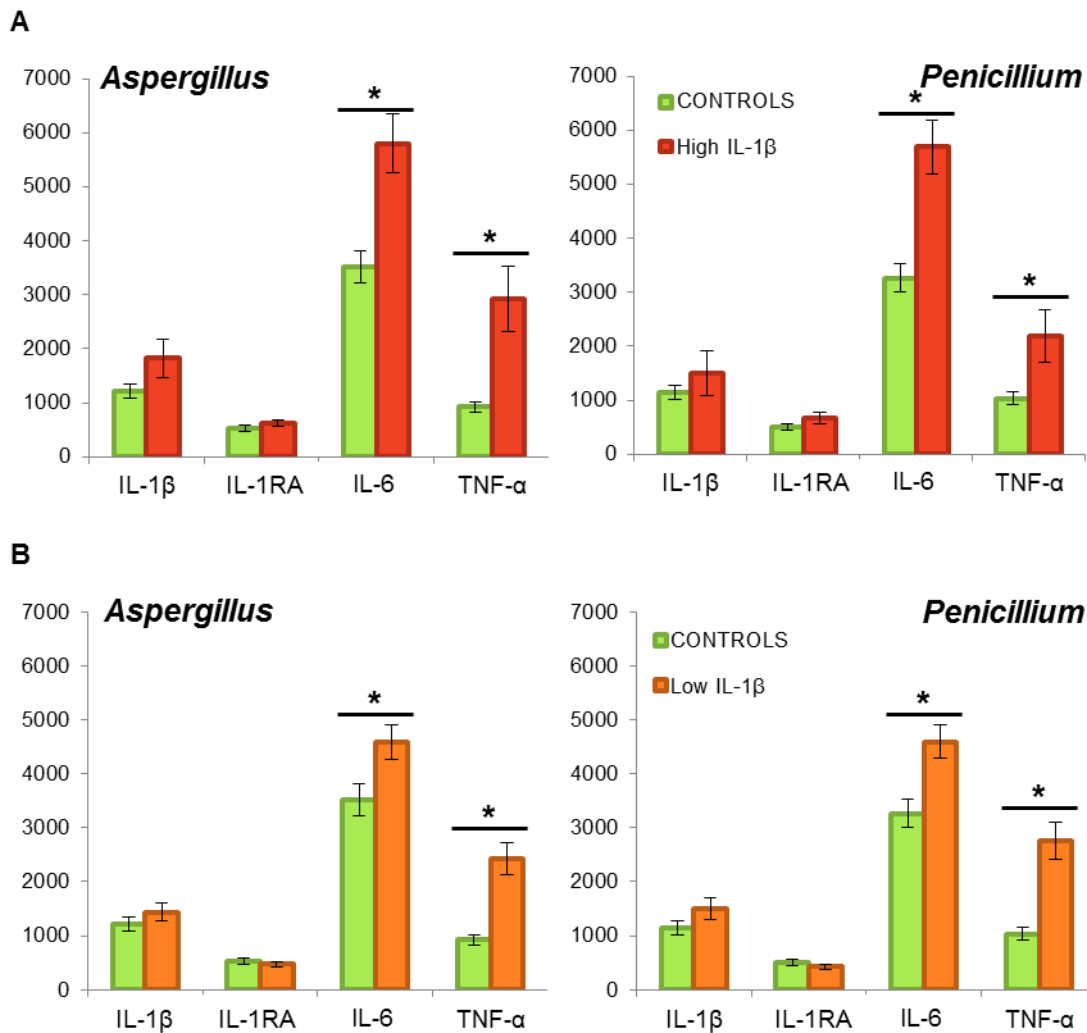 A
Aspergillus
7000
6000
5000
4000
3000
2000
1000
0
*
*
IL-1β IL-1RA IL-6 TNF-α
Penicillium
7000
6000
5000
4000
3000
2000
1000
0
CONTROLS
High IL-1β
*
*
IL-1β IL-1RA IL-6 TNF-α
B
Aspergillus
7000
6000
5000
4000
3000
2000
1000
0
*
*
IL-1β IL-1RA IL-6 TNF-α
Penicillium
7000
6000
5000
4000
3000
2000
1000
0
CONTROLS
Low IL-1β
*
*
IL-1β IL-1RA IL-6 TNF-α